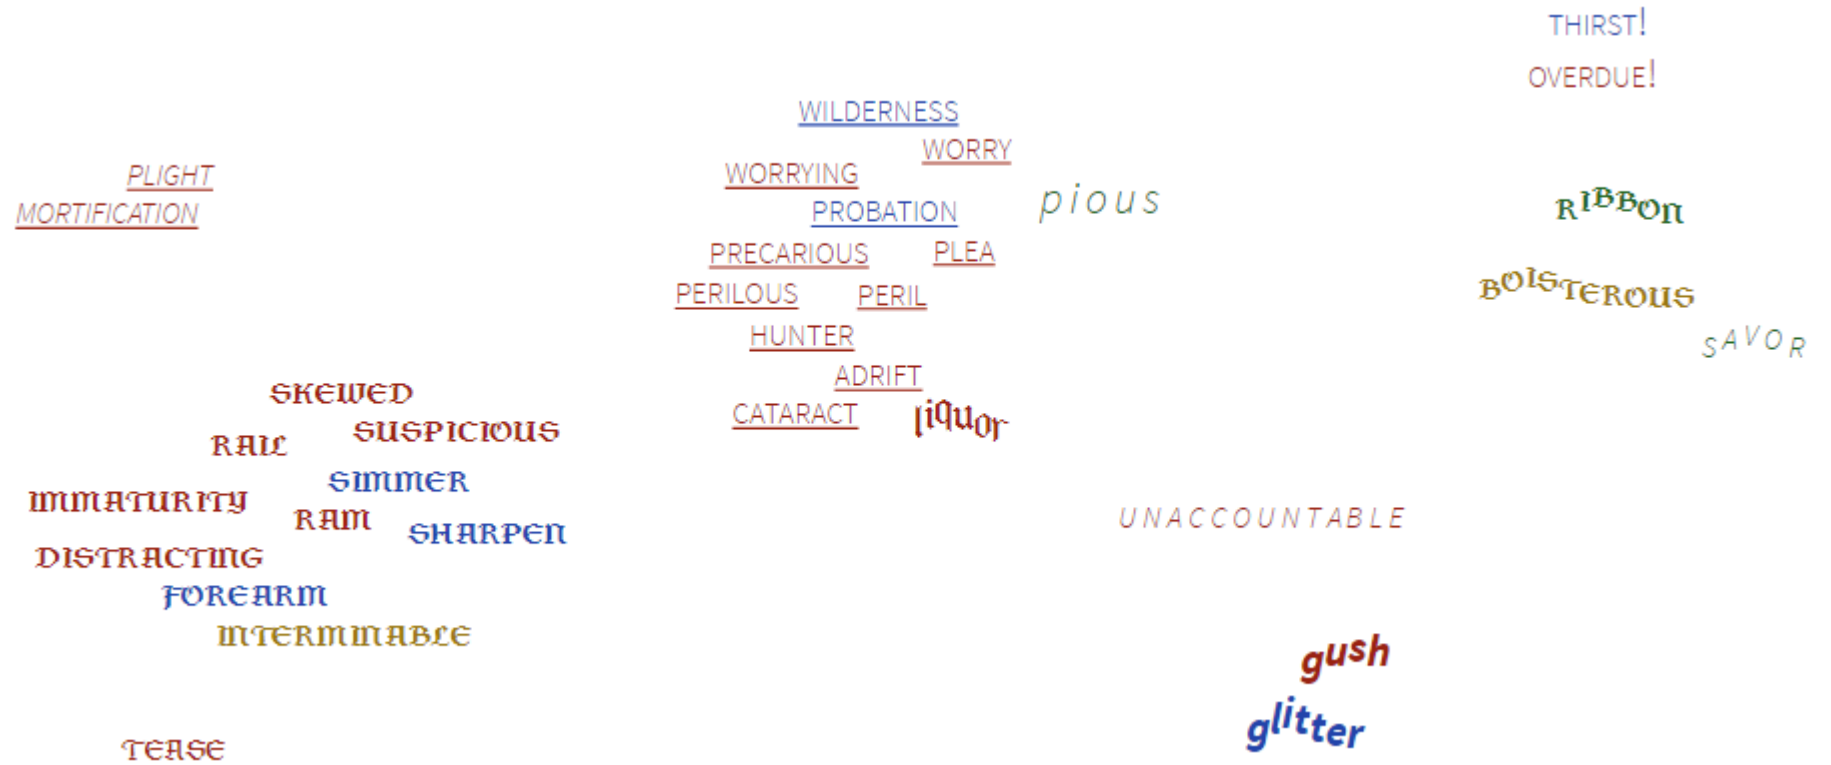 THIRST!
OVERDUE!
WILDERNESS
WORRY
WORRYING
PLIGHT
pious
RIBBON
PROBATION
MORTIFICATION
PRECARIOUS
PLEA
BOISTEROUS
PERILOUS
PERIL
HUNTER
SAVOR
ADRIFT
SKEWED
CATARACT
liquor
SUSPICIOUS
RAIL
SIMMER
IMMATURITY
RAM
UNACCOUNTABLE
SHARPEN
DISTRACTING
FOREARM
INTERMINABLE
gush
glitter
TEASE